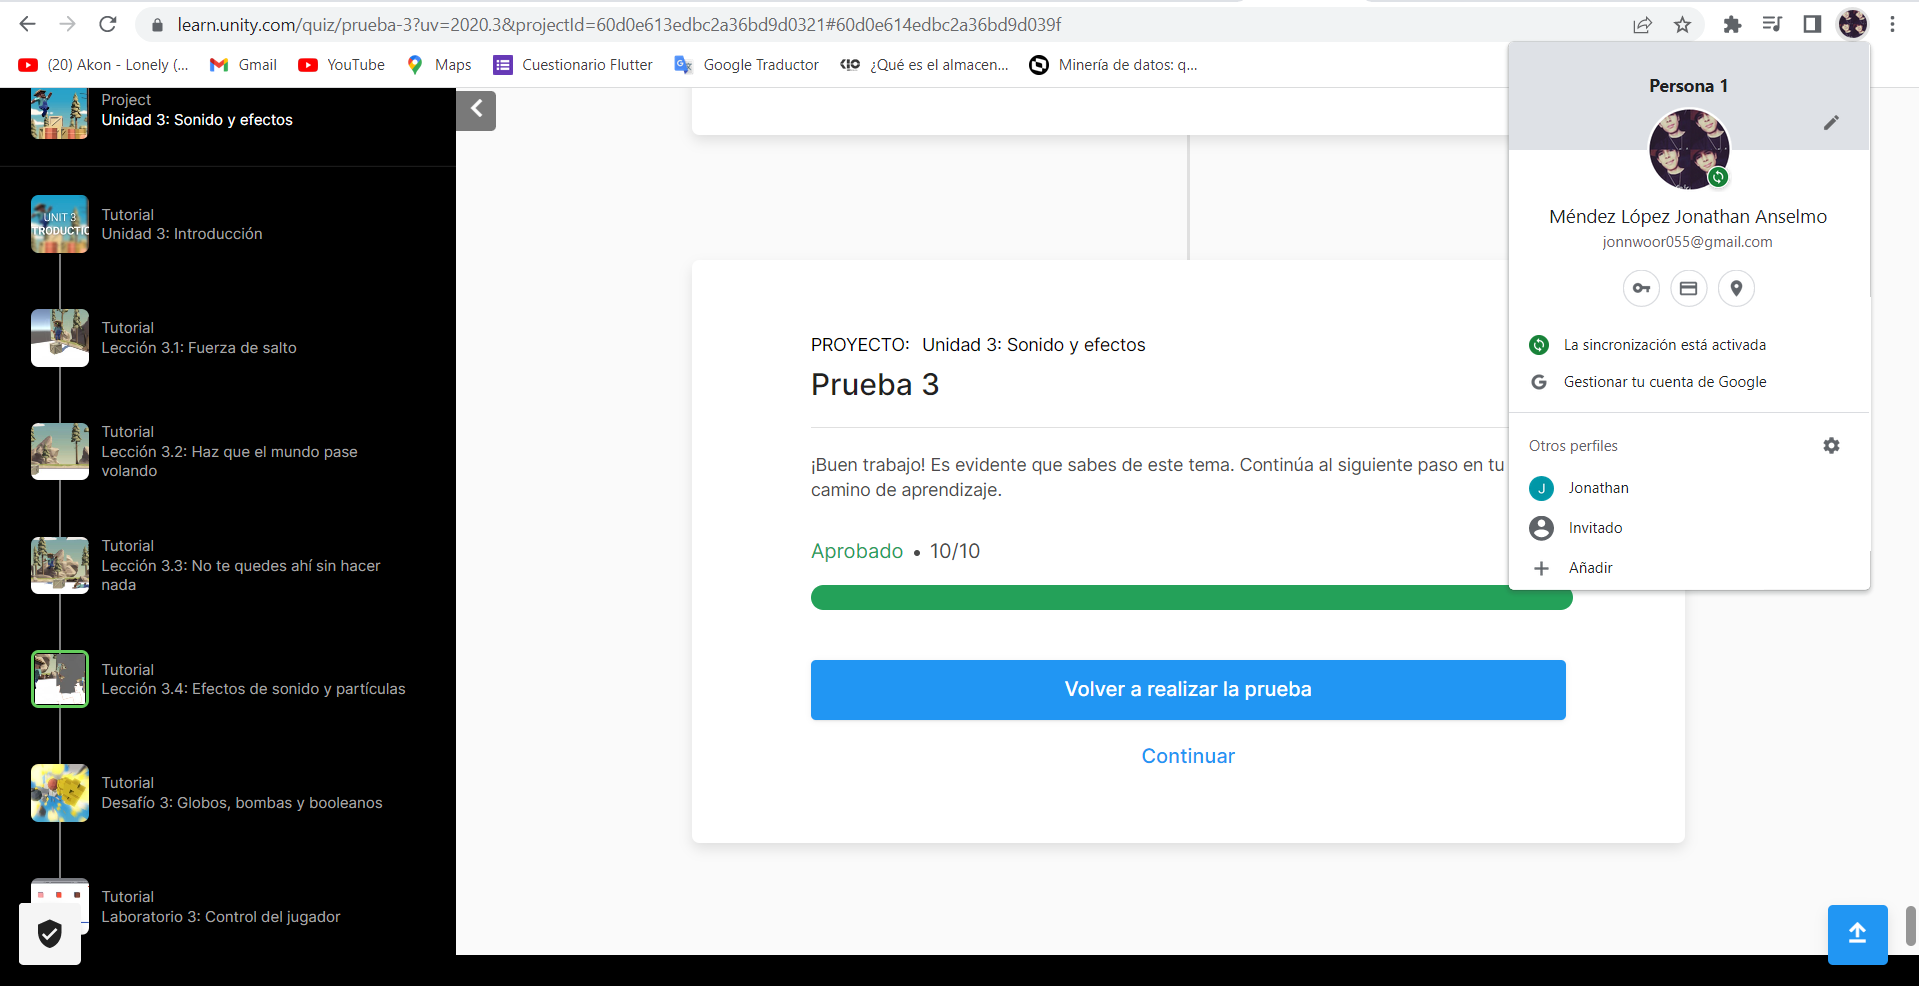 learn.unity.com/quiz/prueba-3?uv=2020.3&projectId=60d0e613edbc2a36bd9d0321#60d0e614edbc2a36bd9d039f
(20) Akon - Lonely (...
Gmail
YouTube
Maps
Cuestionario Flutter
Google Traductor
¿Qué es el almacen...
Minería de datos: q...
Project
Unidad 3: Sonido y efectos
UNIT 3
TRODUCTIO
Tutorial
Unidad 3: Introducción
Tutorial
Lección 3.1: Fuerza de salto
Tutorial
Lección 3.2: Haz que el mundo pase
volando
Tutorial
Lección 3.3: No te quedes ahí sin hacer
nada
Tutorial
Lección 3.4: Efectos de sonido y partículas
Tutorial
Desafío 3: Globos, bombas y booleanos
Tutorial
Laboratorio 3: Control del jugador
PROYECTO: Unidad 3: Sonido y efectos
Prueba 3
¡Buen trabajo! Es evidente que sabes de este tema. Continúa al siguiente paso en tu
camino de aprendizaje.
Aprobado • 10/10
Volver a realizar la prueba
Continuar
Persona 1
Méndez López Jonathan Anselmo
jonnwoor055@gmail.com
La sincronización está activada
G Gestionar tu cuenta de Google
Otros perfiles
J Jonathan
Invitado
Añadir